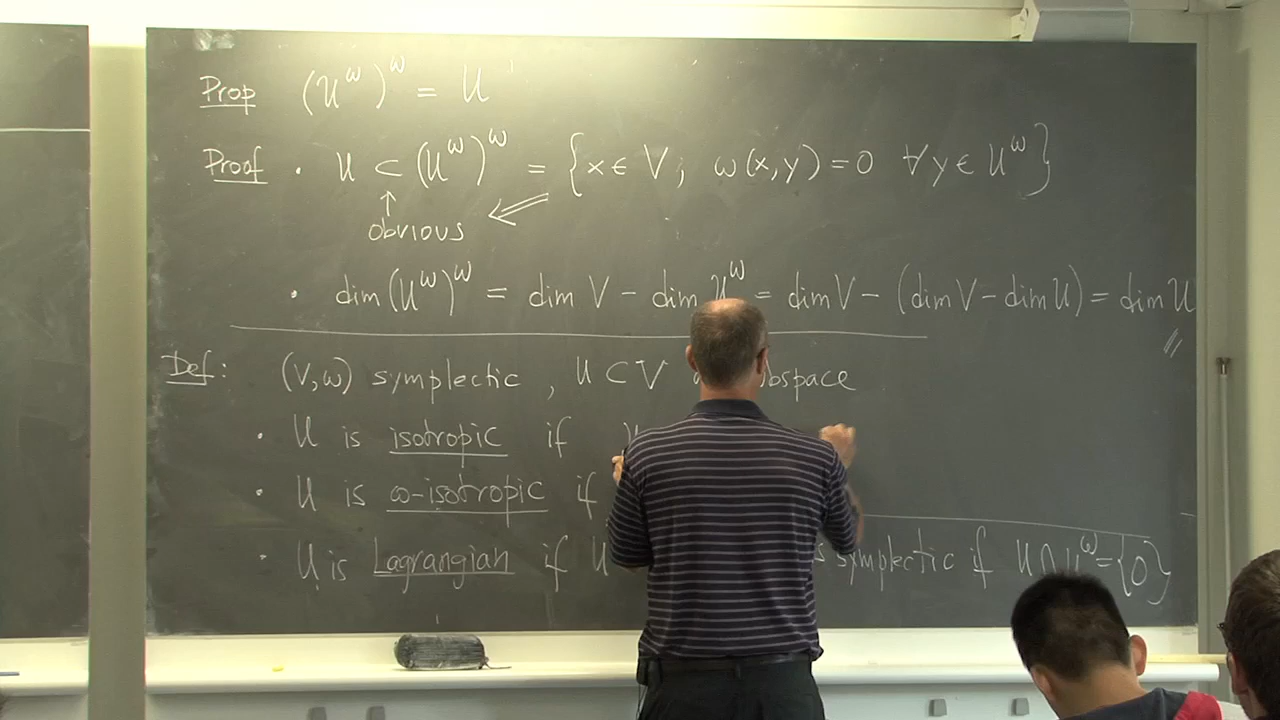 Prop (U^ω)^ω = U
Proof • U ⊂ (U^ω)^ω = {x ∈ V; ω(x,y) = 0 ∀y ∈ U^ω}
↑ ⇐
obvious
• dim (U^ω)^ω = dim V − dim U^ω = dim V − (dim V − dim U) = dim U //
Def: (V,ω) symplectic, U ⊂ V
• U is isotropic if
• U is co-isotropic if
• U is Lagrangian if U symplectic if U ∩ U^ω = {0}